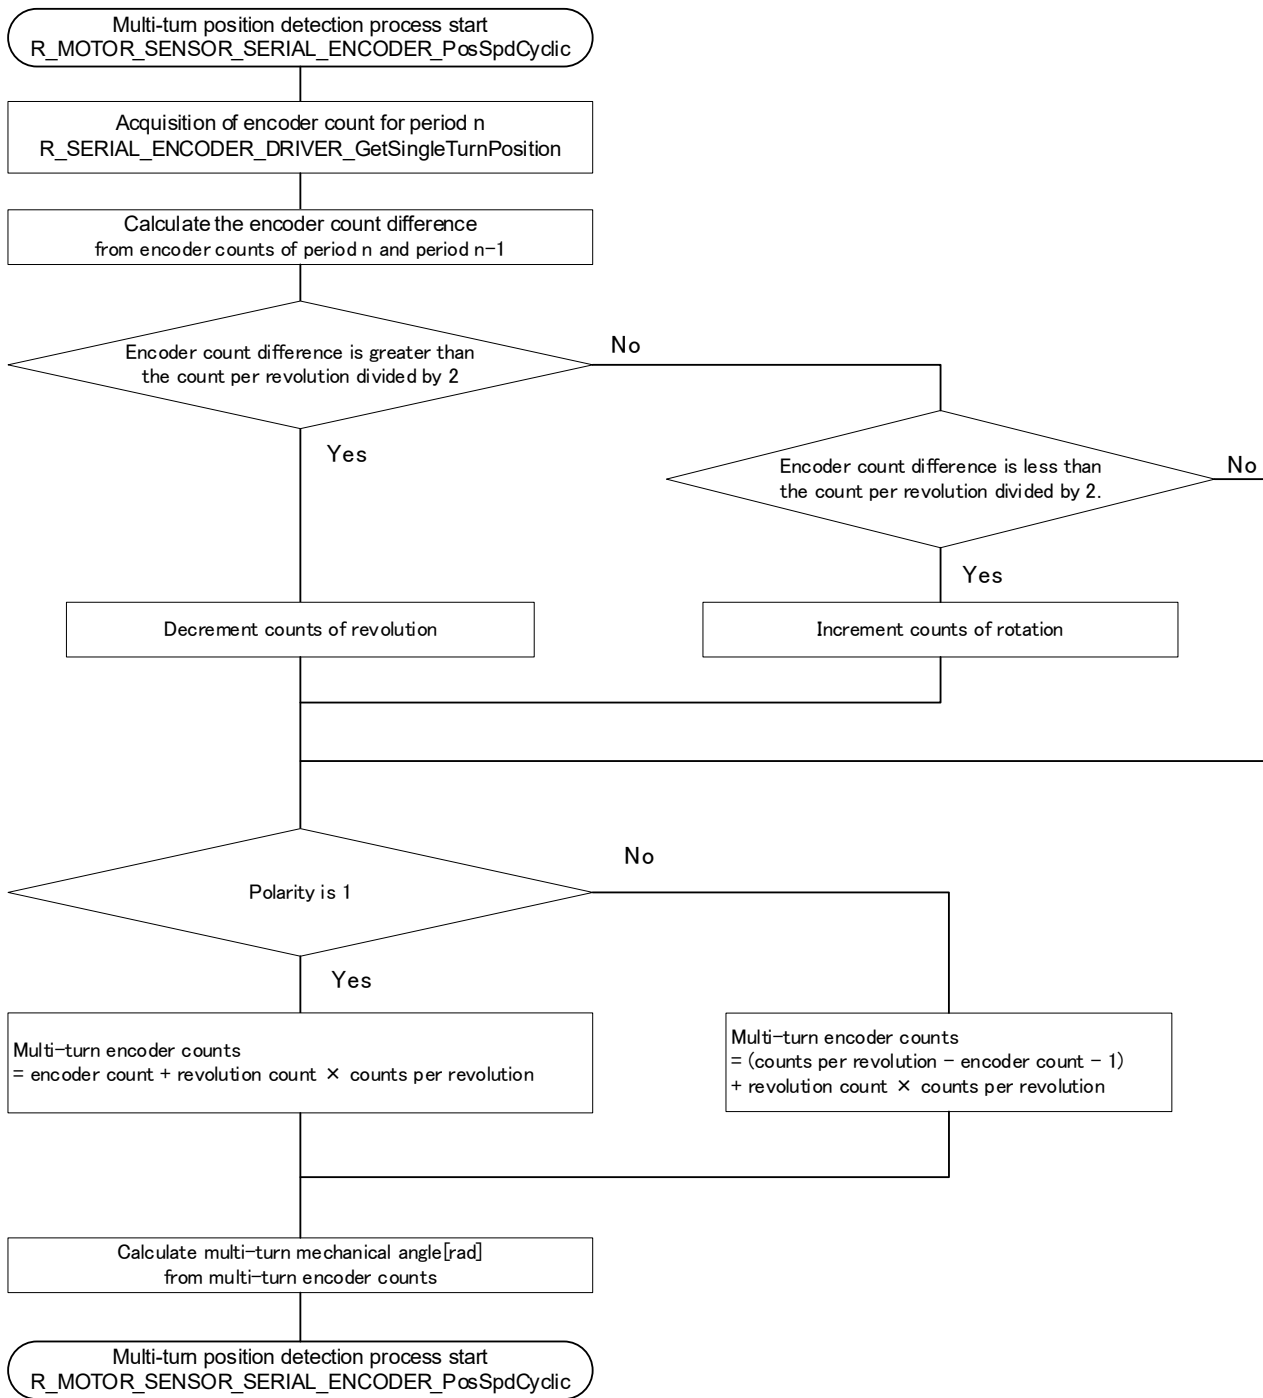 Multi-turn position detection process start
R_MOTOR_SENSOR_SERIAL_ENCODER_PosSpdCyclic
Acquisition of encoder count for period n
R_SERIAL_ENCODER_DRIVER_GetSingleTurnPosition
Calculate the encoder count difference
from encoder counts of period n and period n-1
Encoder count difference is greater than
the count per revolution divided by 2
No
Yes
Encoder count difference is less than
the count per revolution divided by 2.
No
Yes
Decrement counts of revolution
Increment counts of rotation
Polarity is 1
No
Yes
Multi-turn encoder counts
= encoder count + revolution count × counts per revolution
Multi-turn encoder counts
= (counts per revolution - encoder count - 1)
+ revolution count × counts per revolution
Calculate multi-turn mechanical angle[rad]
from multi-turn encoder counts
Multi-turn position detection process start
R_MOTOR_SENSOR_SERIAL_ENCODER_PosSpdCyclic